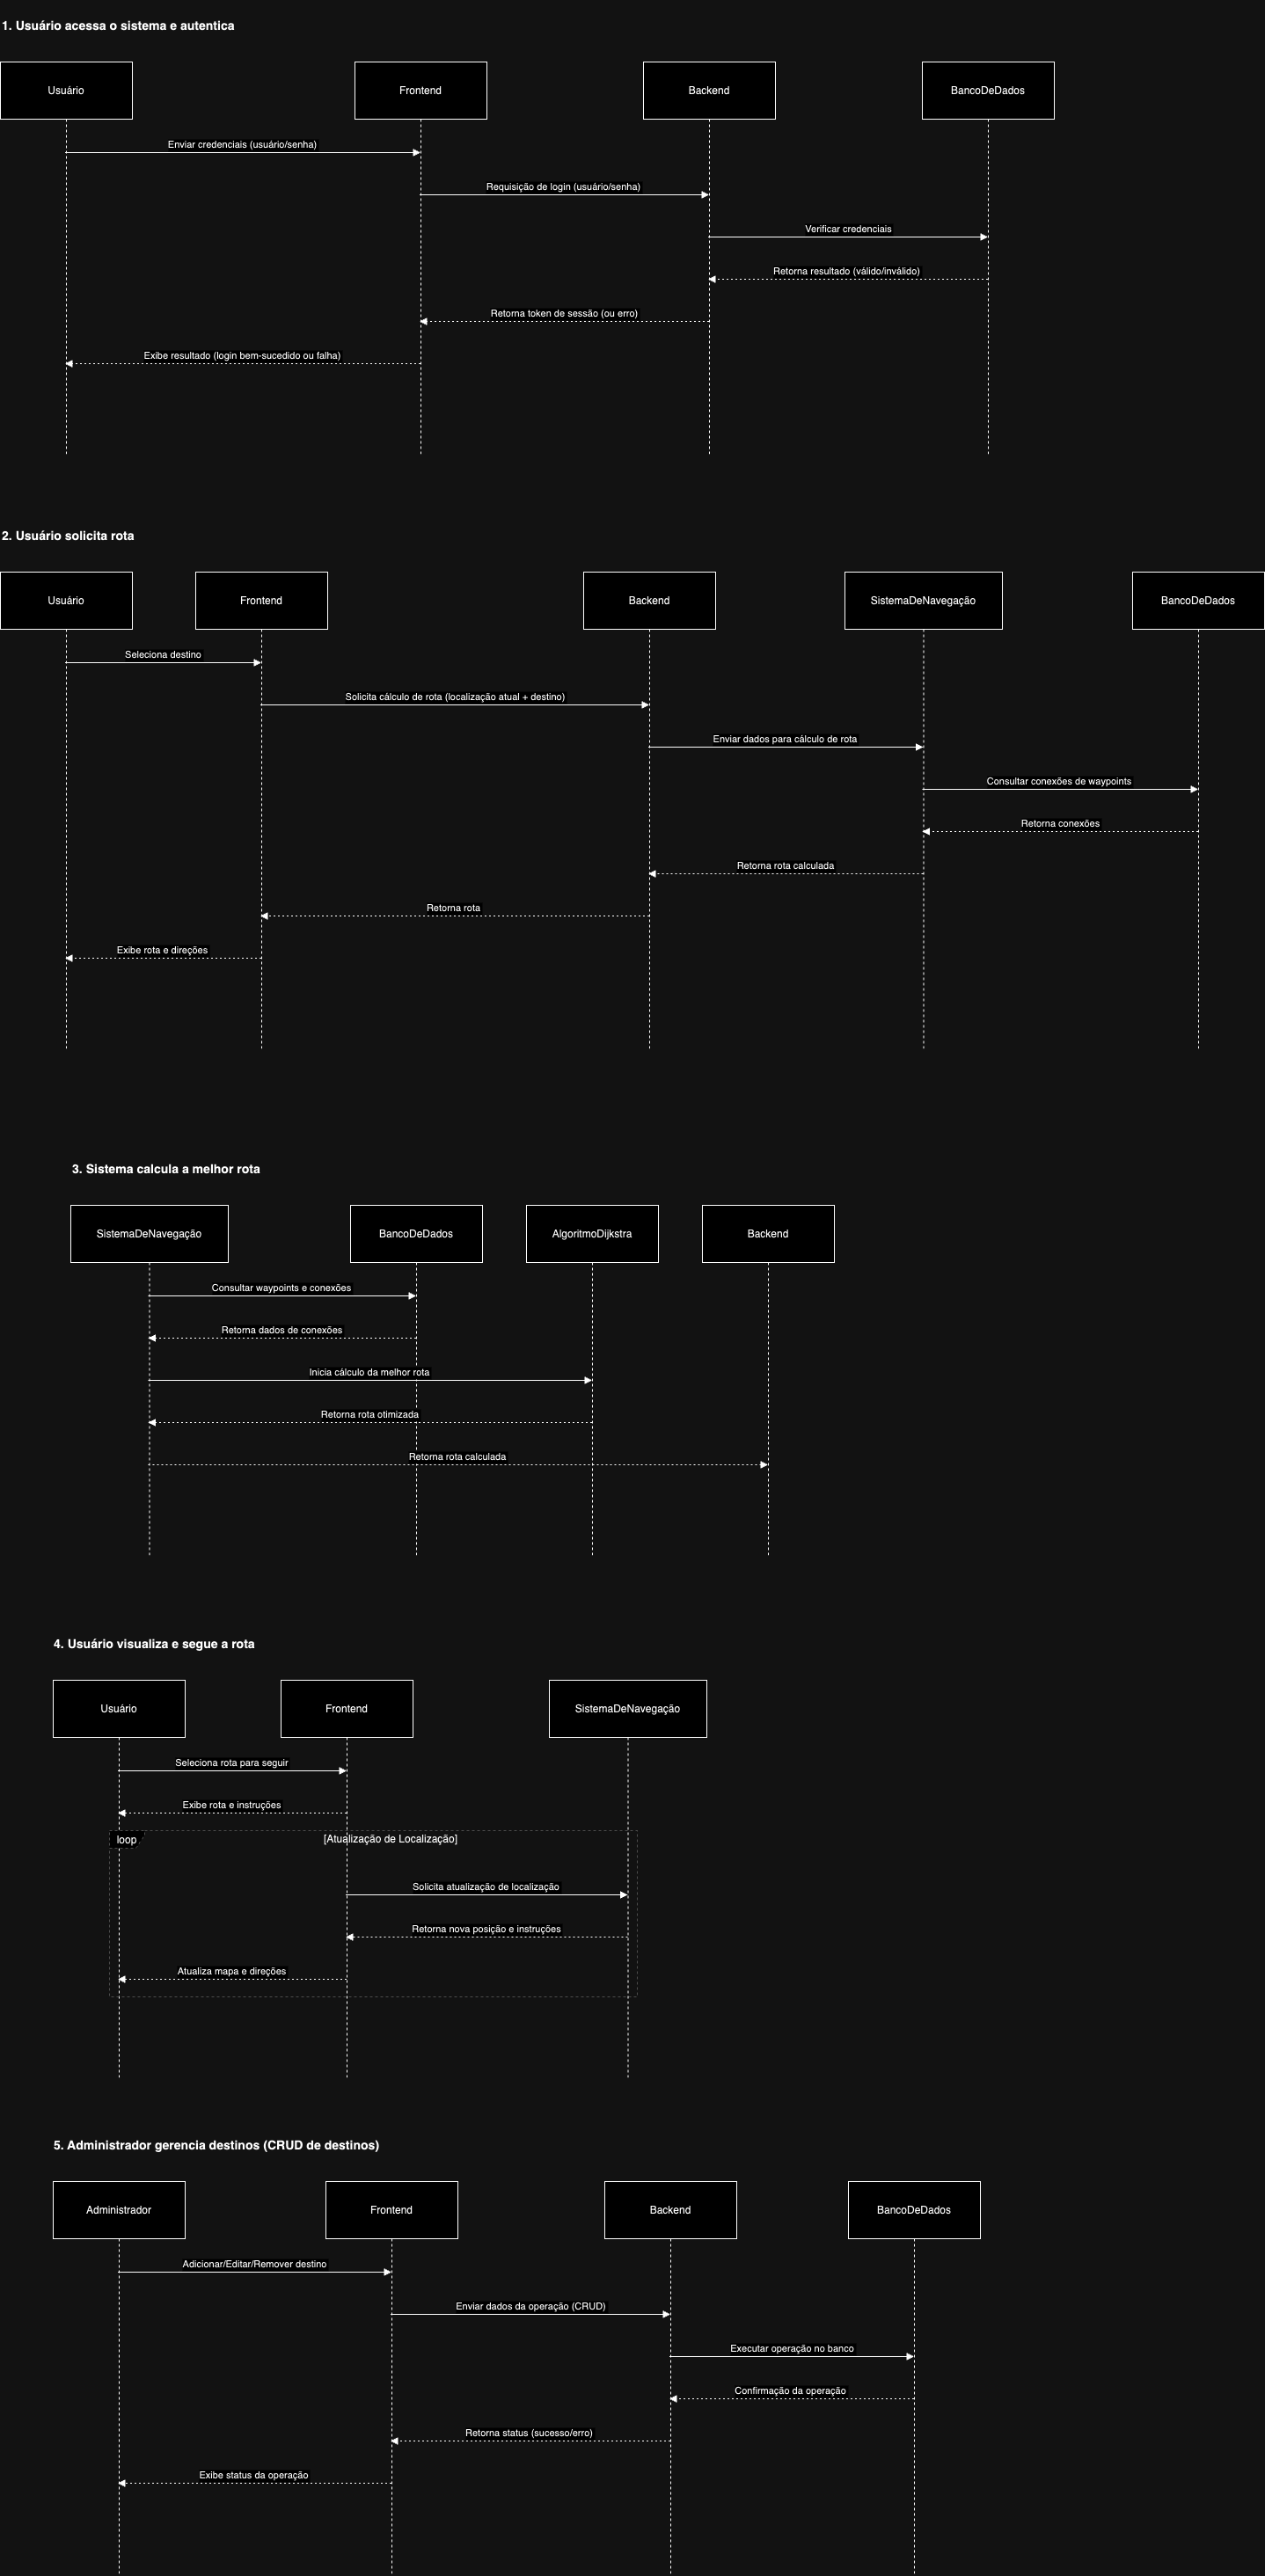 1. Usuário acessa o sistema e autentica
Usuário
Frontend
Backend
BancoDeDados
Enviar credenciais (usuário/senha)
Requisição de login (usuário/senha)
Verificar credenciais
Retorna resultado (válido/inválido)
Retorna token de sessão (ou erro)
Exibe resultado (login bem-sucedido ou falha)
2. Usuário solicita rota
Usuário
Frontend
Backend
SistemaDeNavegação
BancoDeDados
Seleciona destino
Solicita cálculo de rota (localização atual + destino)
Enviar dados para cálculo de rota
Consultar conexões de waypoints
Retorna conexões
Retorna rota calculada
Retorna rota
Exibe rota e direções
3. Sistema calcula a melhor rota
SistemaDeNavegação
BancoDeDados
AlgoritmoDijkstra
Backend
Consultar waypoints e conexões
Retorna dados de conexões
Inicia cálculo da melhor rota
Retorna rota otimizada
Retorna rota calculada
4. Usuário visualiza e segue a rota
Usuário
Frontend
SistemaDeNavegação
Seleciona rota para seguir
Exibe rota e instruções
loop
[Atualização de Localização]
Solicita atualização de localização
Retorna nova posição e instruções
Atualiza mapa e direções
5. Administrador gerencia destinos (CRUD de destinos)
Administrador
Frontend
Backend
BancoDeDados
Adicionar/Editar/Remover destino
Enviar dados da operação (CRUD)
Executar operação no banco
Confirmação da operação
Retorna status (sucesso/erro)
Exibe status da operação